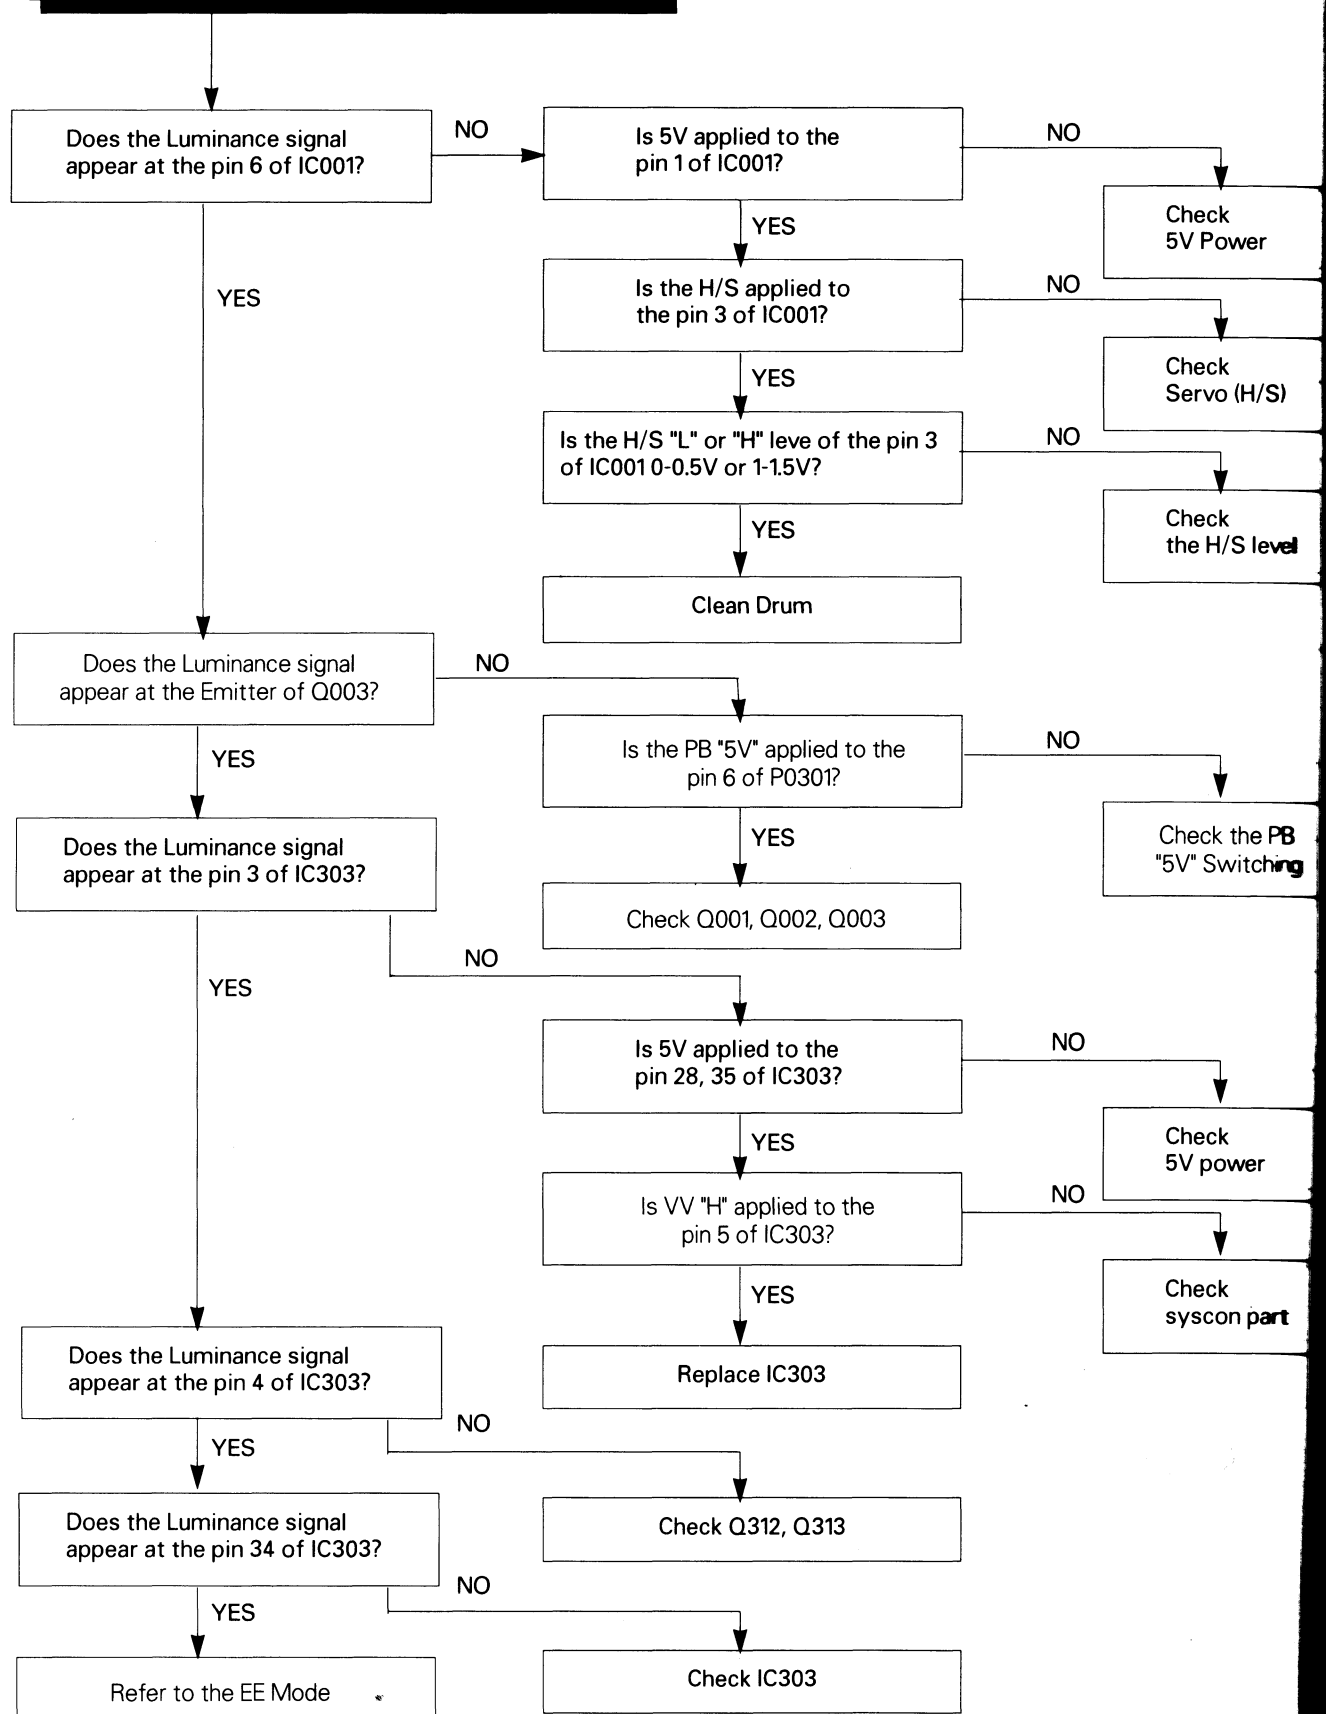 Does the Luminance signal
appear at the pin 6 of IC001?
NO
Is 5V applied to the
pin 1 of IC001?
NO
Check
5V Power
YES
Is the H/S applied to
the pin 3 of IC001?
NO
Check
Servo (H/S)
YES
YES
Is the H/S "L" or "H" leve of the pin 3
of IC001 0-0.5V or 1-1.5V?
NO
Check
the H/S level
YES
Clean Drum
Does the Luminance signal
appear at the Emitter of Q003?
NO
Is the PB "5V" applied to the
pin 6 of P0301?
NO
Check the PB
"5V" Switching
YES
YES
Check Q001, Q002, Q003
Does the Luminance signal
appear at the pin 3 of IC303?
NO
YES
Is 5V applied to the
pin 28, 35 of IC303?
NO
Check
5V power
YES
Is VV "H" applied to the
pin 5 of IC303?
NO
Check
syscon part
YES
Replace IC303
Does the Luminance signal
appear at the pin 4 of IC303?
NO
YES
Check Q312, Q313
Does the Luminance signal
appear at the pin 34 of IC303?
NO
YES
Check IC303
Refer to the EE Mode